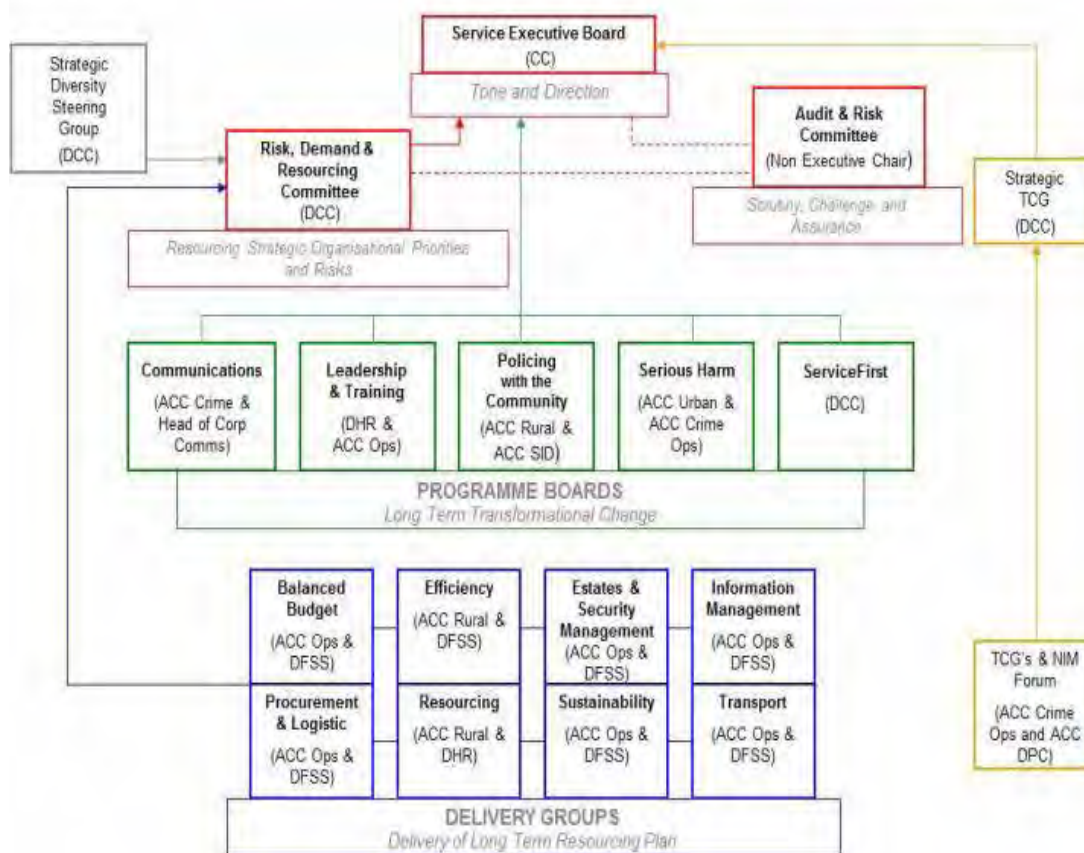 Service Executive Board
(CC)
Tone and Direction
Strategic
Diversity
Steering
Group
(DCC)
Risk, Demand &
Resourcing
Committee
(DCC)
Resourcing Strategic Organisational Priorities
and Risks
Audit & Risk
Committee
(Non Executive Chair)
Scrutiny, Challenge and
Assurance
Strategic
TCG
(DCC)
Communications
(ACC Crime &
Head of Corp
Comms)
Leadership
& Training
(DHR &
ACC Ops)
Policing
with the
Community
(ACC Rural &
ACC SID)
Serious Harm
(ACC Urban &
ACC Crime
Ops)
ServiceFirst
(DCC)
PROGRAMME BOARDS
Long Term Transformational Change
Balanced
Budget
(ACC Ops &
DFSS)
Efficiency
(ACC Rural &
DFSS)
Estates &
Security
Management
(ACC Ops &
DFSS)
Information
Management
(ACC Ops &
DFSS)
Procurement
& Logistic
(ACC Ops &
DFSS)
Resourcing
(ACC Rural &
DHR)
Sustainability
(ACC Ops &
DFSS)
Transport
(ACC Ops &
DFSS)
DELIVERY GROUPS
Delivery of Long Term Resourcing Plan
TCG's & NIM
Forum
(ACC Crime
Ops and ACC
DPC)